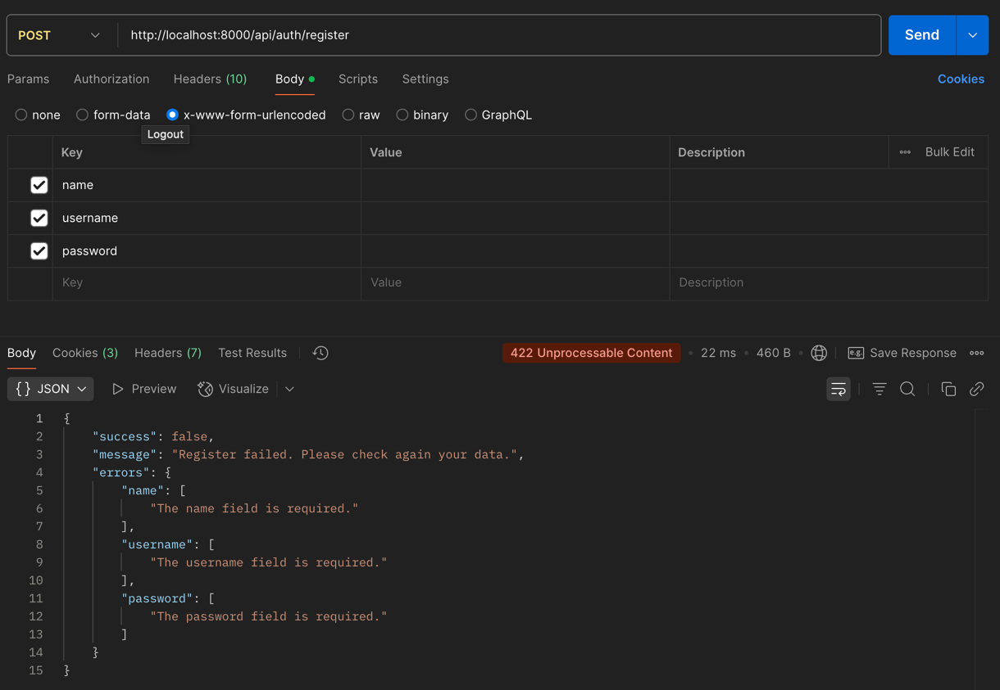 POST http://localhost:8000/api/auth/register Send
Params Authorization Headers (10) Body Scripts Settings Cookies
none form-data x-www-form-urlencoded raw binary GraphQL
Logout
Key Value Description Bulk Edit
name
username
password
Key Value Description
Body Cookies (3) Headers (7) Test Results 422 Unprocessable Content 22 ms 460 B e.g. Save Response
{} JSON Preview Visualize
1 {
2 "success": false,
3 "message": "Register failed. Please check again your data.",
4 "errors": {
5 "name": [
6 "The name field is required."
7 ],
8 "username": [
9 "The username field is required."
10 ],
11 "password": [
12 "The password field is required."
13 ]
14 }
15 }